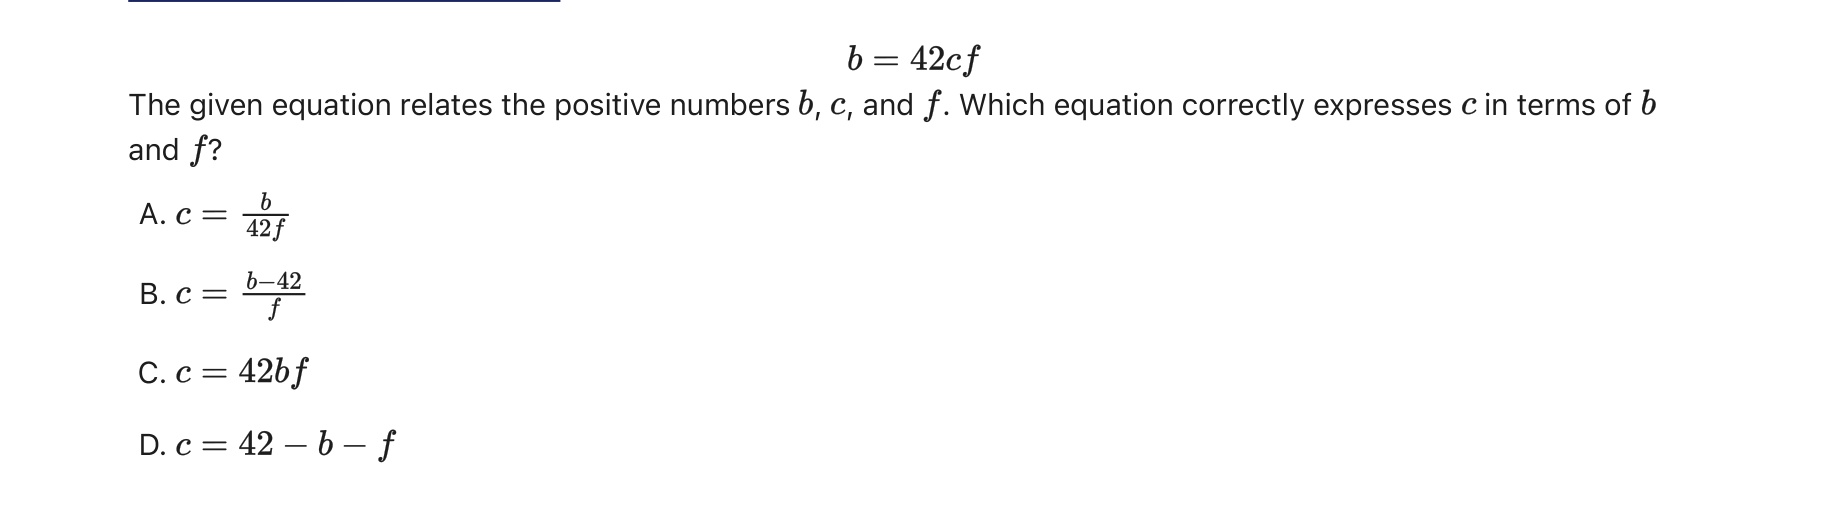 b = 42cf
The given equation relates the positive numbers b, c, and f. Which equation correctly expresses c in terms of b
and f?
A. c = \frac{b}{42f}
B. c = \frac{b-42}{f}
C. c = 42bf
D. c = 42 − b − f